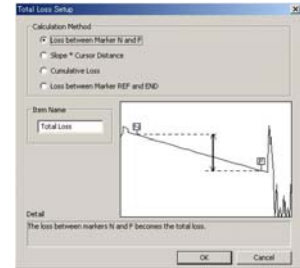 Total Loss Setup
Calculation Method
Loss between Marker N and F
Slope * Cursor Distance
Cumulative Loss
Loss between Marker REF and END
Item Name
Total Loss
N
F
Detail
The loss between markers N and F becomes the total loss.
OK
Cancel